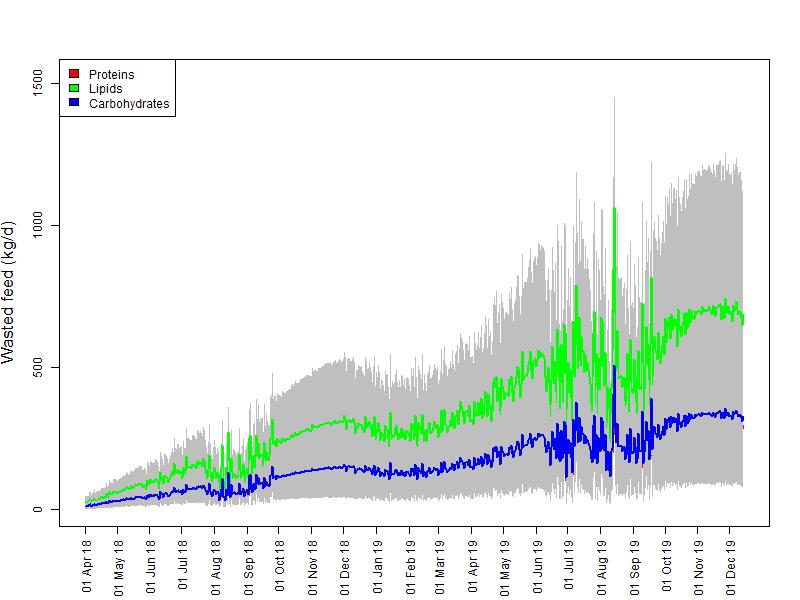 Proteins
Lipids
Carbohydrates
Wasted feed (kg/d)
1500
1000
500
0
01 Apr 18
01 May 18
01 Jun 18
01 Jul 18
01 Aug 18
01 Sep 18
01 Oct 18
01 Nov 18
01 Dec 18
01 Jan 19
01 Feb 19
01 Mar 19
01 Apr 19
01 May 19
01 Jun 19
01 Jul 19
01 Aug 19
01 Sep 19
01 Oct 19
01 Nov 19
01 Dec 19